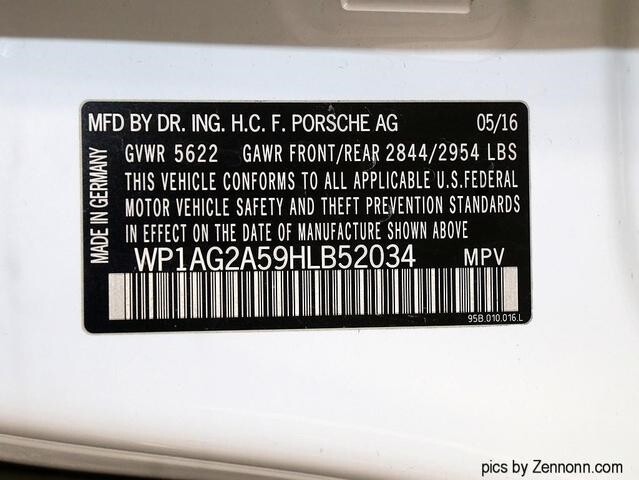 MFD BY DR. ING. H.C. F. PORSCHE AG 05/16
GVWR 5622 GAWR FRONT/REAR 2844/2954 LBS
THIS VEHICLE CONFORMS TO ALL APPLICABLE U.S.FEDERAL
MOTOR VEHICLE SAFETY AND THEFT PREVENTION STANDARDS
IN EFFECT ON THE DATE OF MANUFACTURE SHOWN ABOVE
MADE IN GERMANY
WP1AG2A59HLB52034 MPV
95B.010.016.L
pics by Zennonn.com